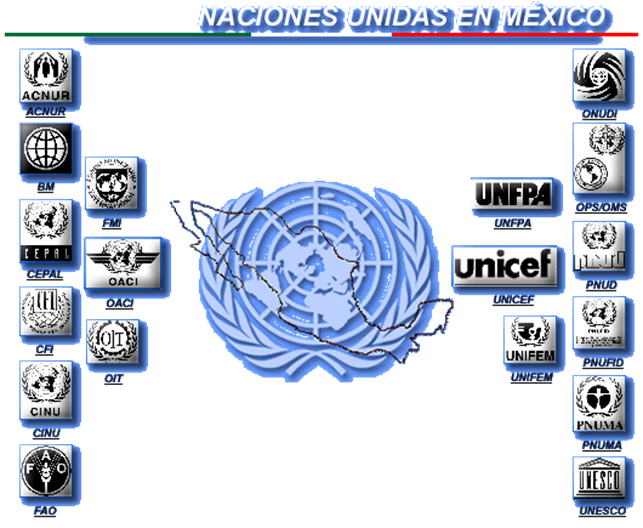 NACIONES UNIDAS EN MÉXICO
ACNUR
ACNUR
BM
FMI
CEPAL
CEPAL
OACI
OACI
CFI
CFI
OIT
OIT
CINU
CINU
FAO
FAO
ONUDI
OPS/OMS
UNFPA
UNFPA
unicef
UNICEF
PNUD
PNUD
UNIFEM
UNIFEM
PNUFID
PNUFID
PNUMA
PNUMA
UNESCO
UNESCO